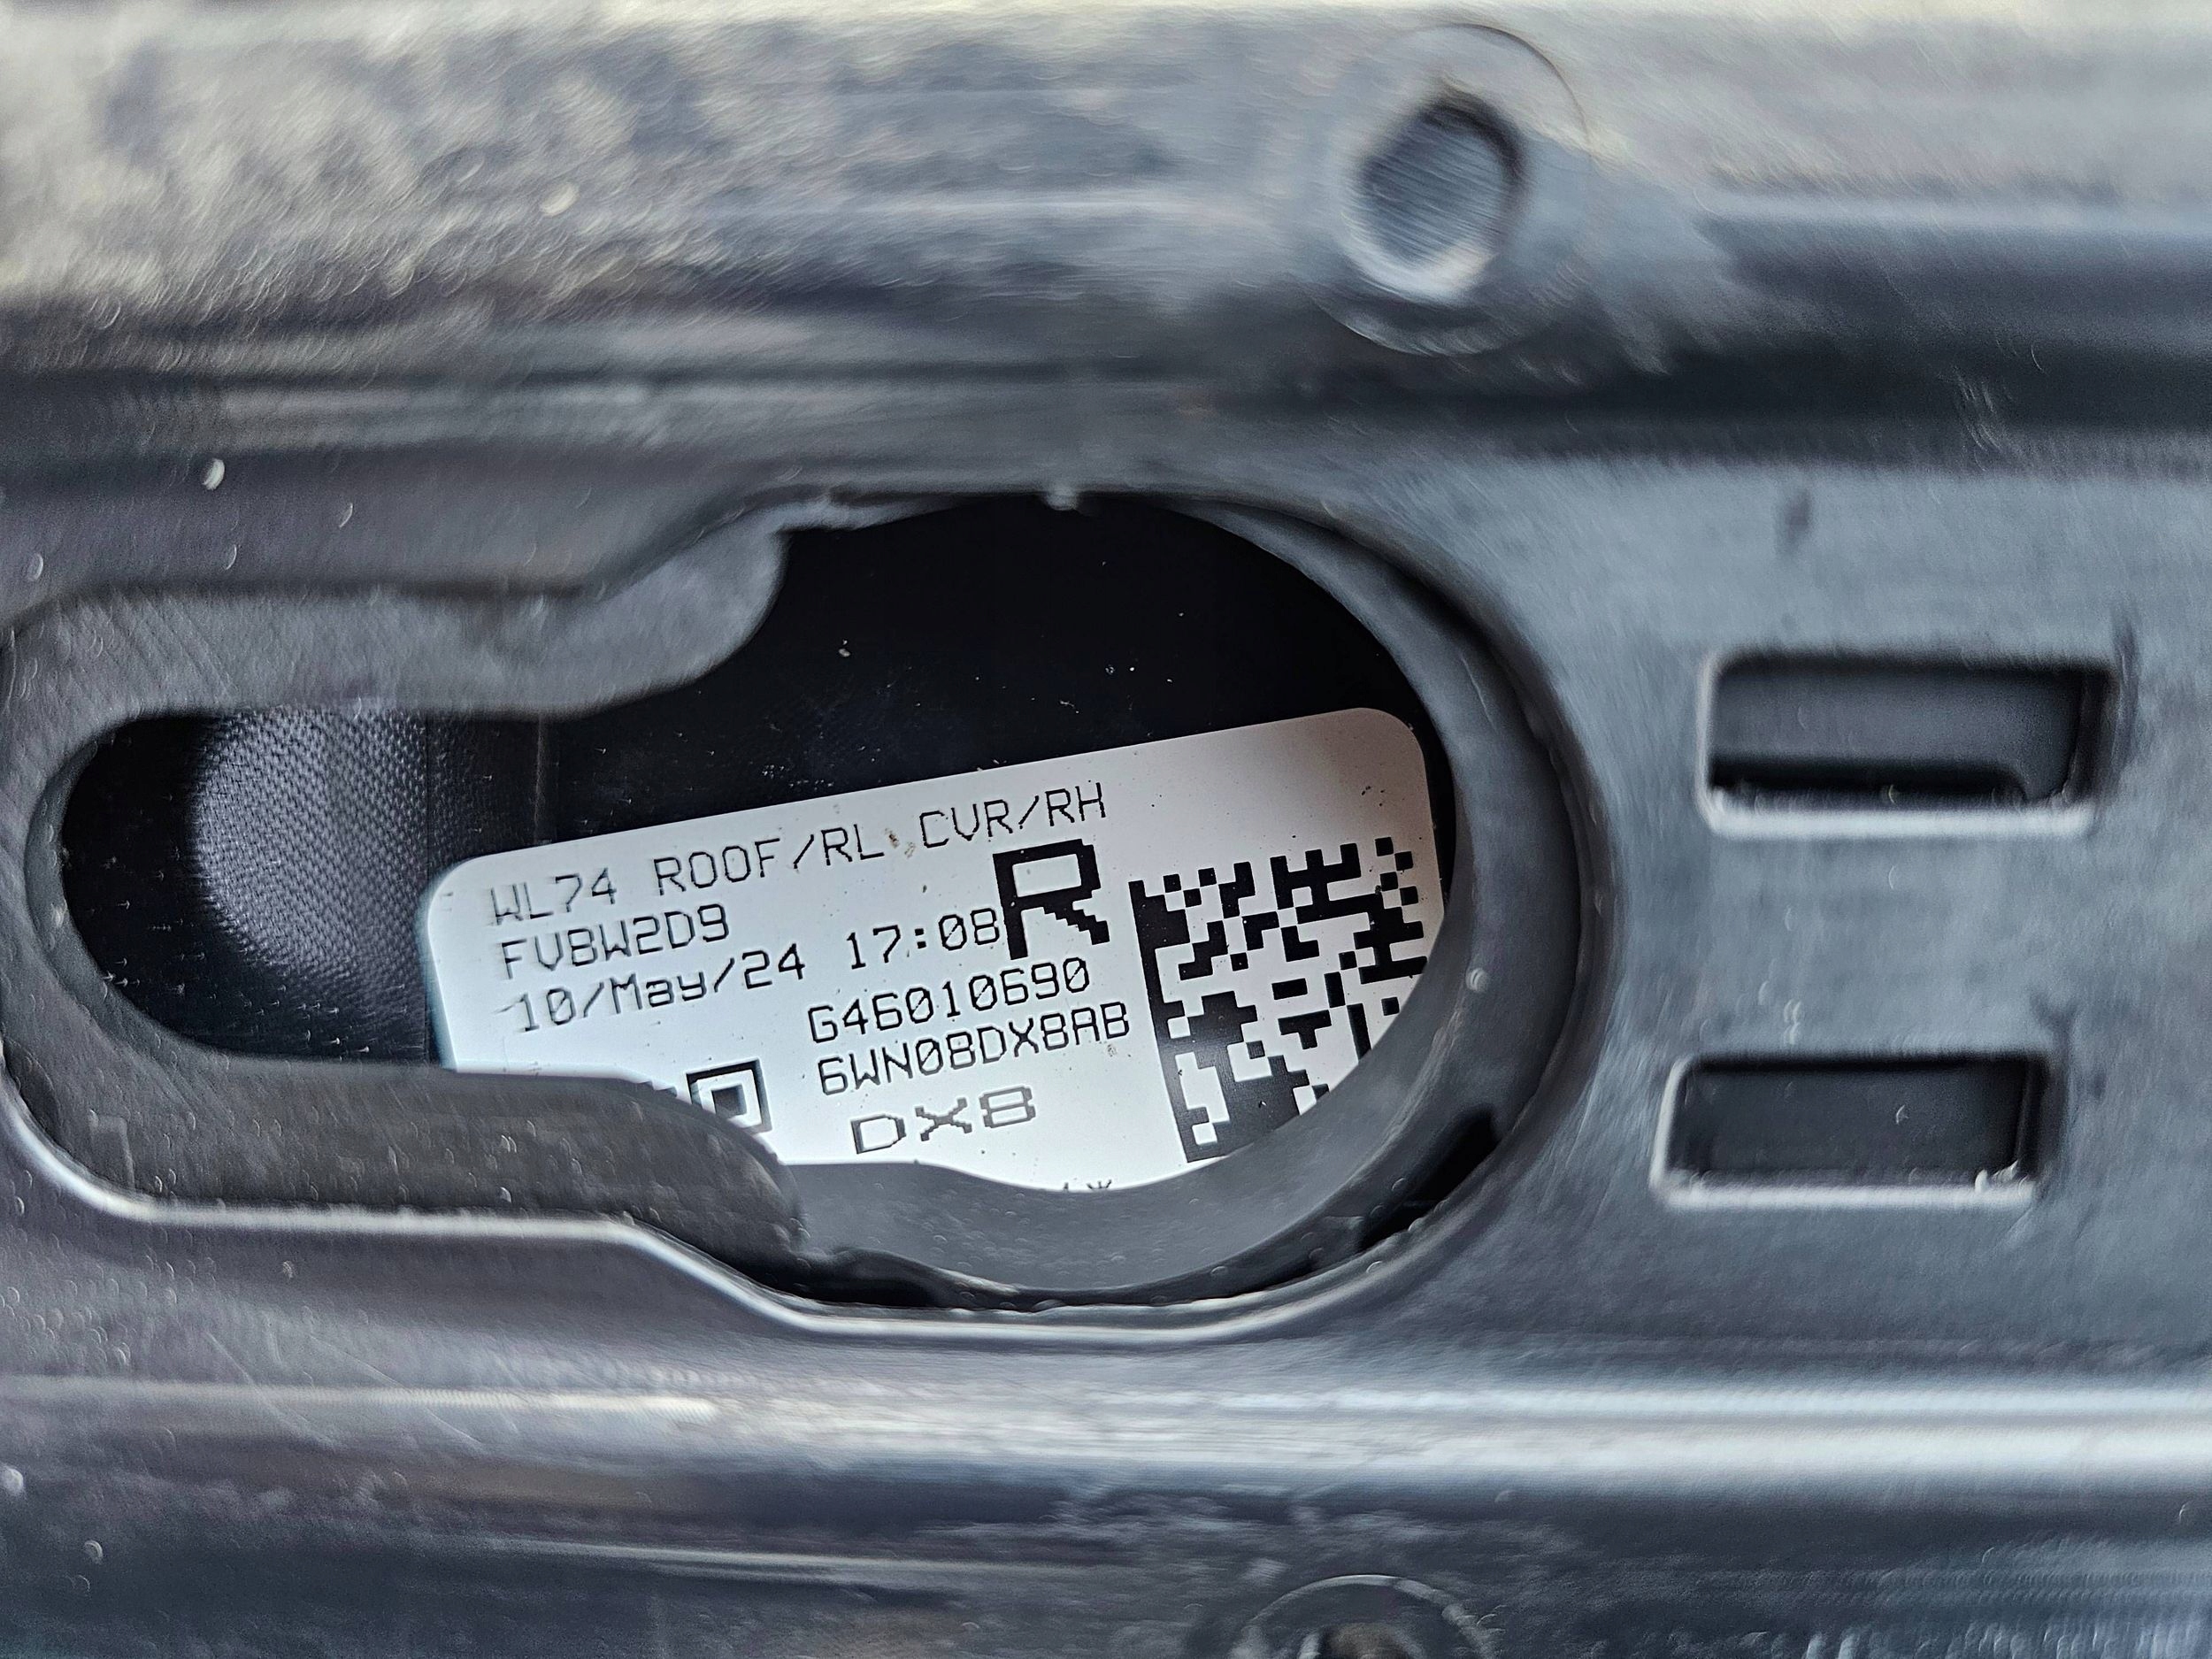 WL74 ROOF/RL CVR/RH
FVBW2D9
10/May/24 17:08
R
G46010690
6WN08DX8AB
DX8